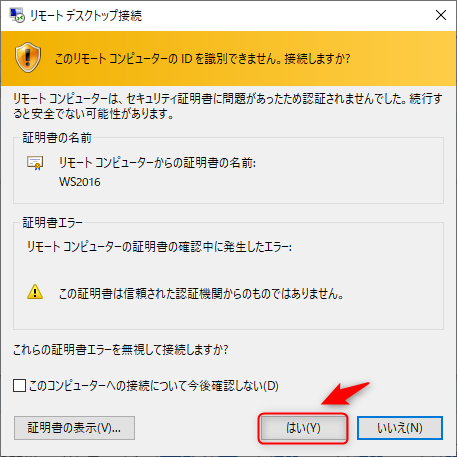 リモート デスクトップ接続
このリモート コンピューターの ID を識別できません。接続しますか?
リモート コンピューターは、セキュリティ証明書に問題があったため認証されませんでした。続行す
ると安全でない可能性があります。
証明書の名前
リモート コンピューターからの証明書の名前:
WS2016
証明書エラー
リモート コンピューターの証明書の確認中に発生したエラー:
この証明書は信頼された認証機関からのものではありません。
これらの証明書エラーを無視して接続しますか?
このコンピューターへの接続について今後確認しない(D)
証明書の表示(V)...
はい(Y)
いいえ(N)